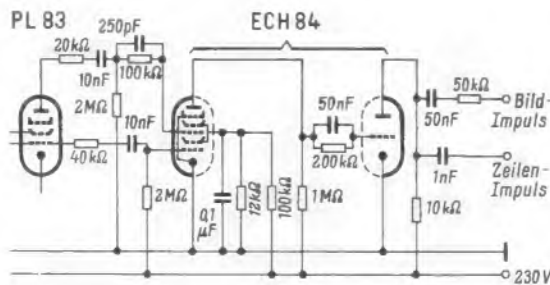 PL 83
ECH 84
250pF
20kΩ
10nF
100kΩ
2MΩ
10nF
40kΩ
2MΩ
0,1
μF
12kΩ
100kΩ
50nF
200kΩ
1MΩ
50nF
50kΩ
Bild-
Impuls
1nF
Zeilen-
Impuls
10kΩ
230V